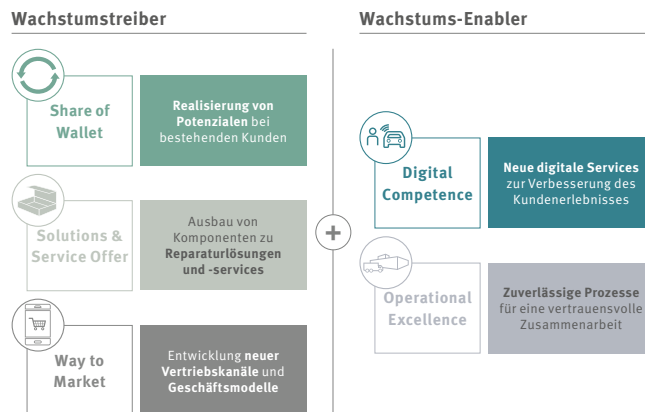 Wachstumstreiber
Share of
Wallet
Realisierung von
Potenzialen bei
bestehenden Kunden
Solutions &
Service Offer
Ausbau von
Komponenten zu
Reparaturlösungen
und -services
Way to
Market
Entwicklung neuer
Vertriebskanäle und
Geschäftsmodelle
+
Wachstums-Enabler
Digital
Competence
Neue digitale Services
zur Verbesserung des
Kundenerlebnisses
Operational
Excellence
Zuverlässige Prozesse
für eine vertrauensvolle
Zusammenarbeit